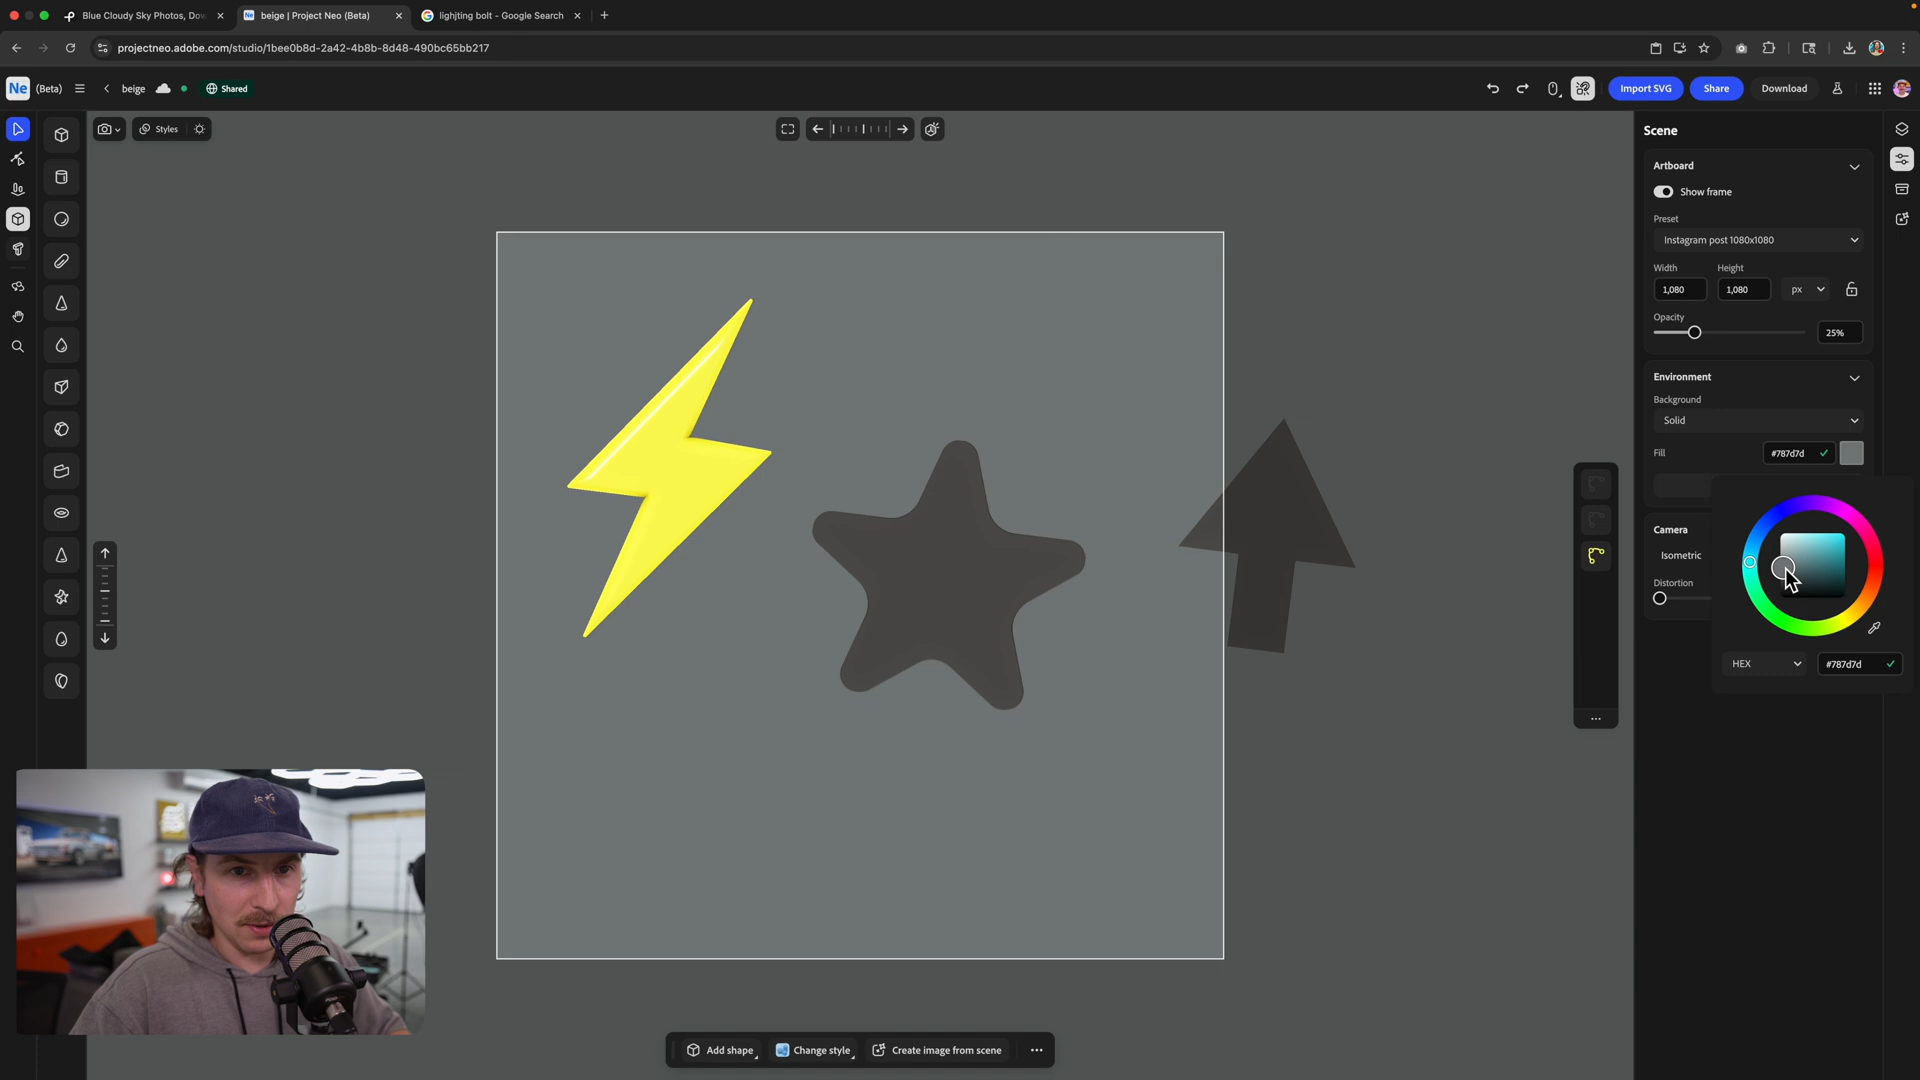 Blue Cloudy Sky Photos, Dow
beige | Project Neo (Beta)
lighjting bolt - Google Search
projectneo.adobe.com/studio/1bee0b8d-2a42-4b8b-8d48-490bc65bb217
Ne (Beta)
beige
Shared
Import SVG
Share
Download
Styles
Scene
Artboard
Show frame
Preset
Instagram post 1080x1080
Width
Height
1,080
1,080
px
Opacity
25%
Environment
Background
Solid
Fill
#787d7d
Camera
Isometric
Distortion
HEX
#787d7d
Add shape
Change style
Create image from scene